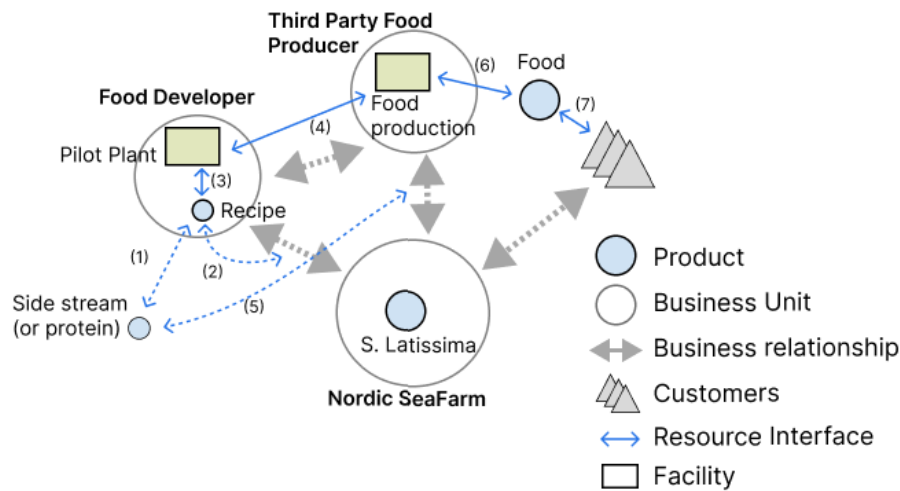 Third Party Food
Producer
(6)
Food
(7)
Food Developer
Food
production
(4)
Pilot Plant
(3)
Recipe
(1)
(2)
(5)
Side stream
(or protein)
S. Latissima
Nordic SeaFarm
Product
Business Unit
Business relationship
Customers
Resource Interface
Facility